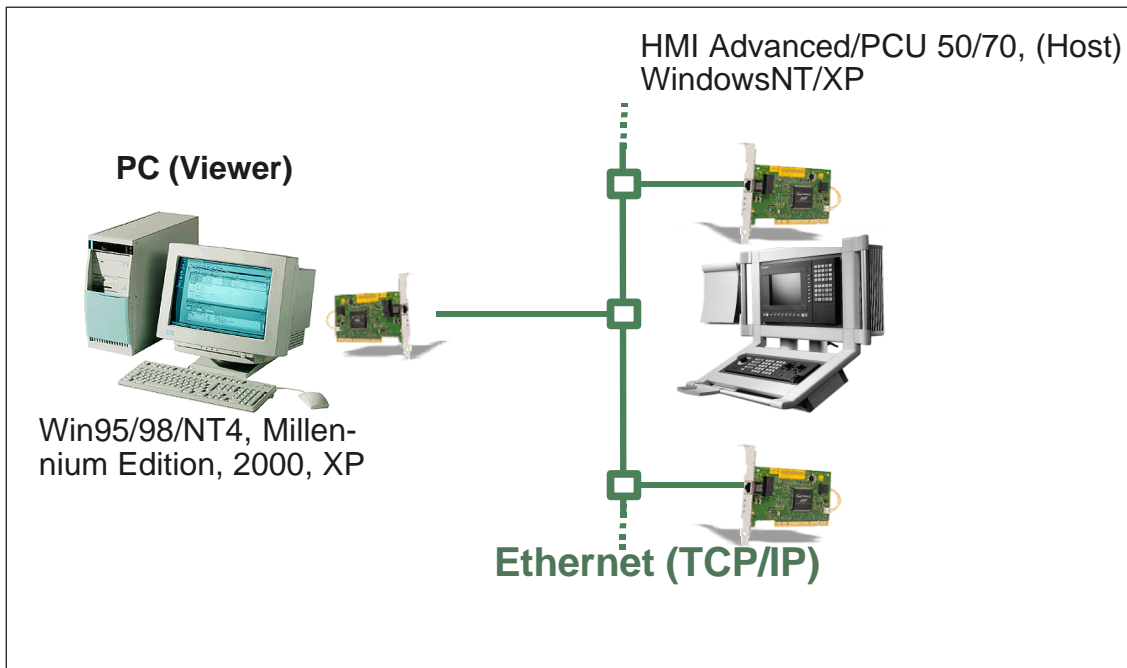 HMI Advanced/PCU 50/70, (Host)
WindowsNT/XP
PC (Viewer)
Win95/98/NT4, Millen-
nium Edition, 2000, XP
Ethernet (TCP/IP)